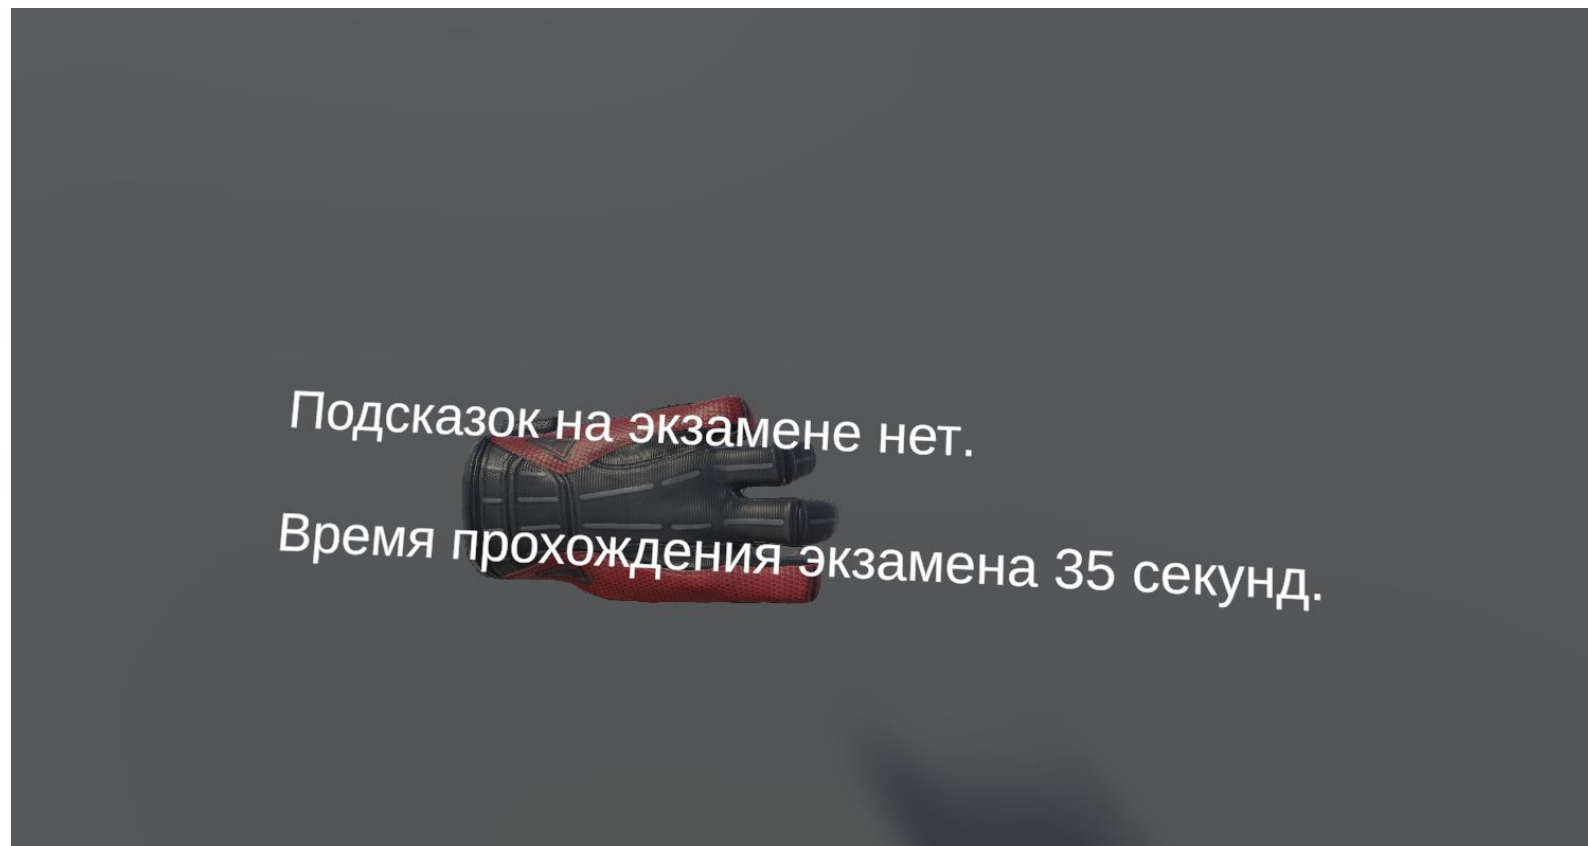 Подсказок на экзамене нет.
Время прохождения экзамена 35 секунд.